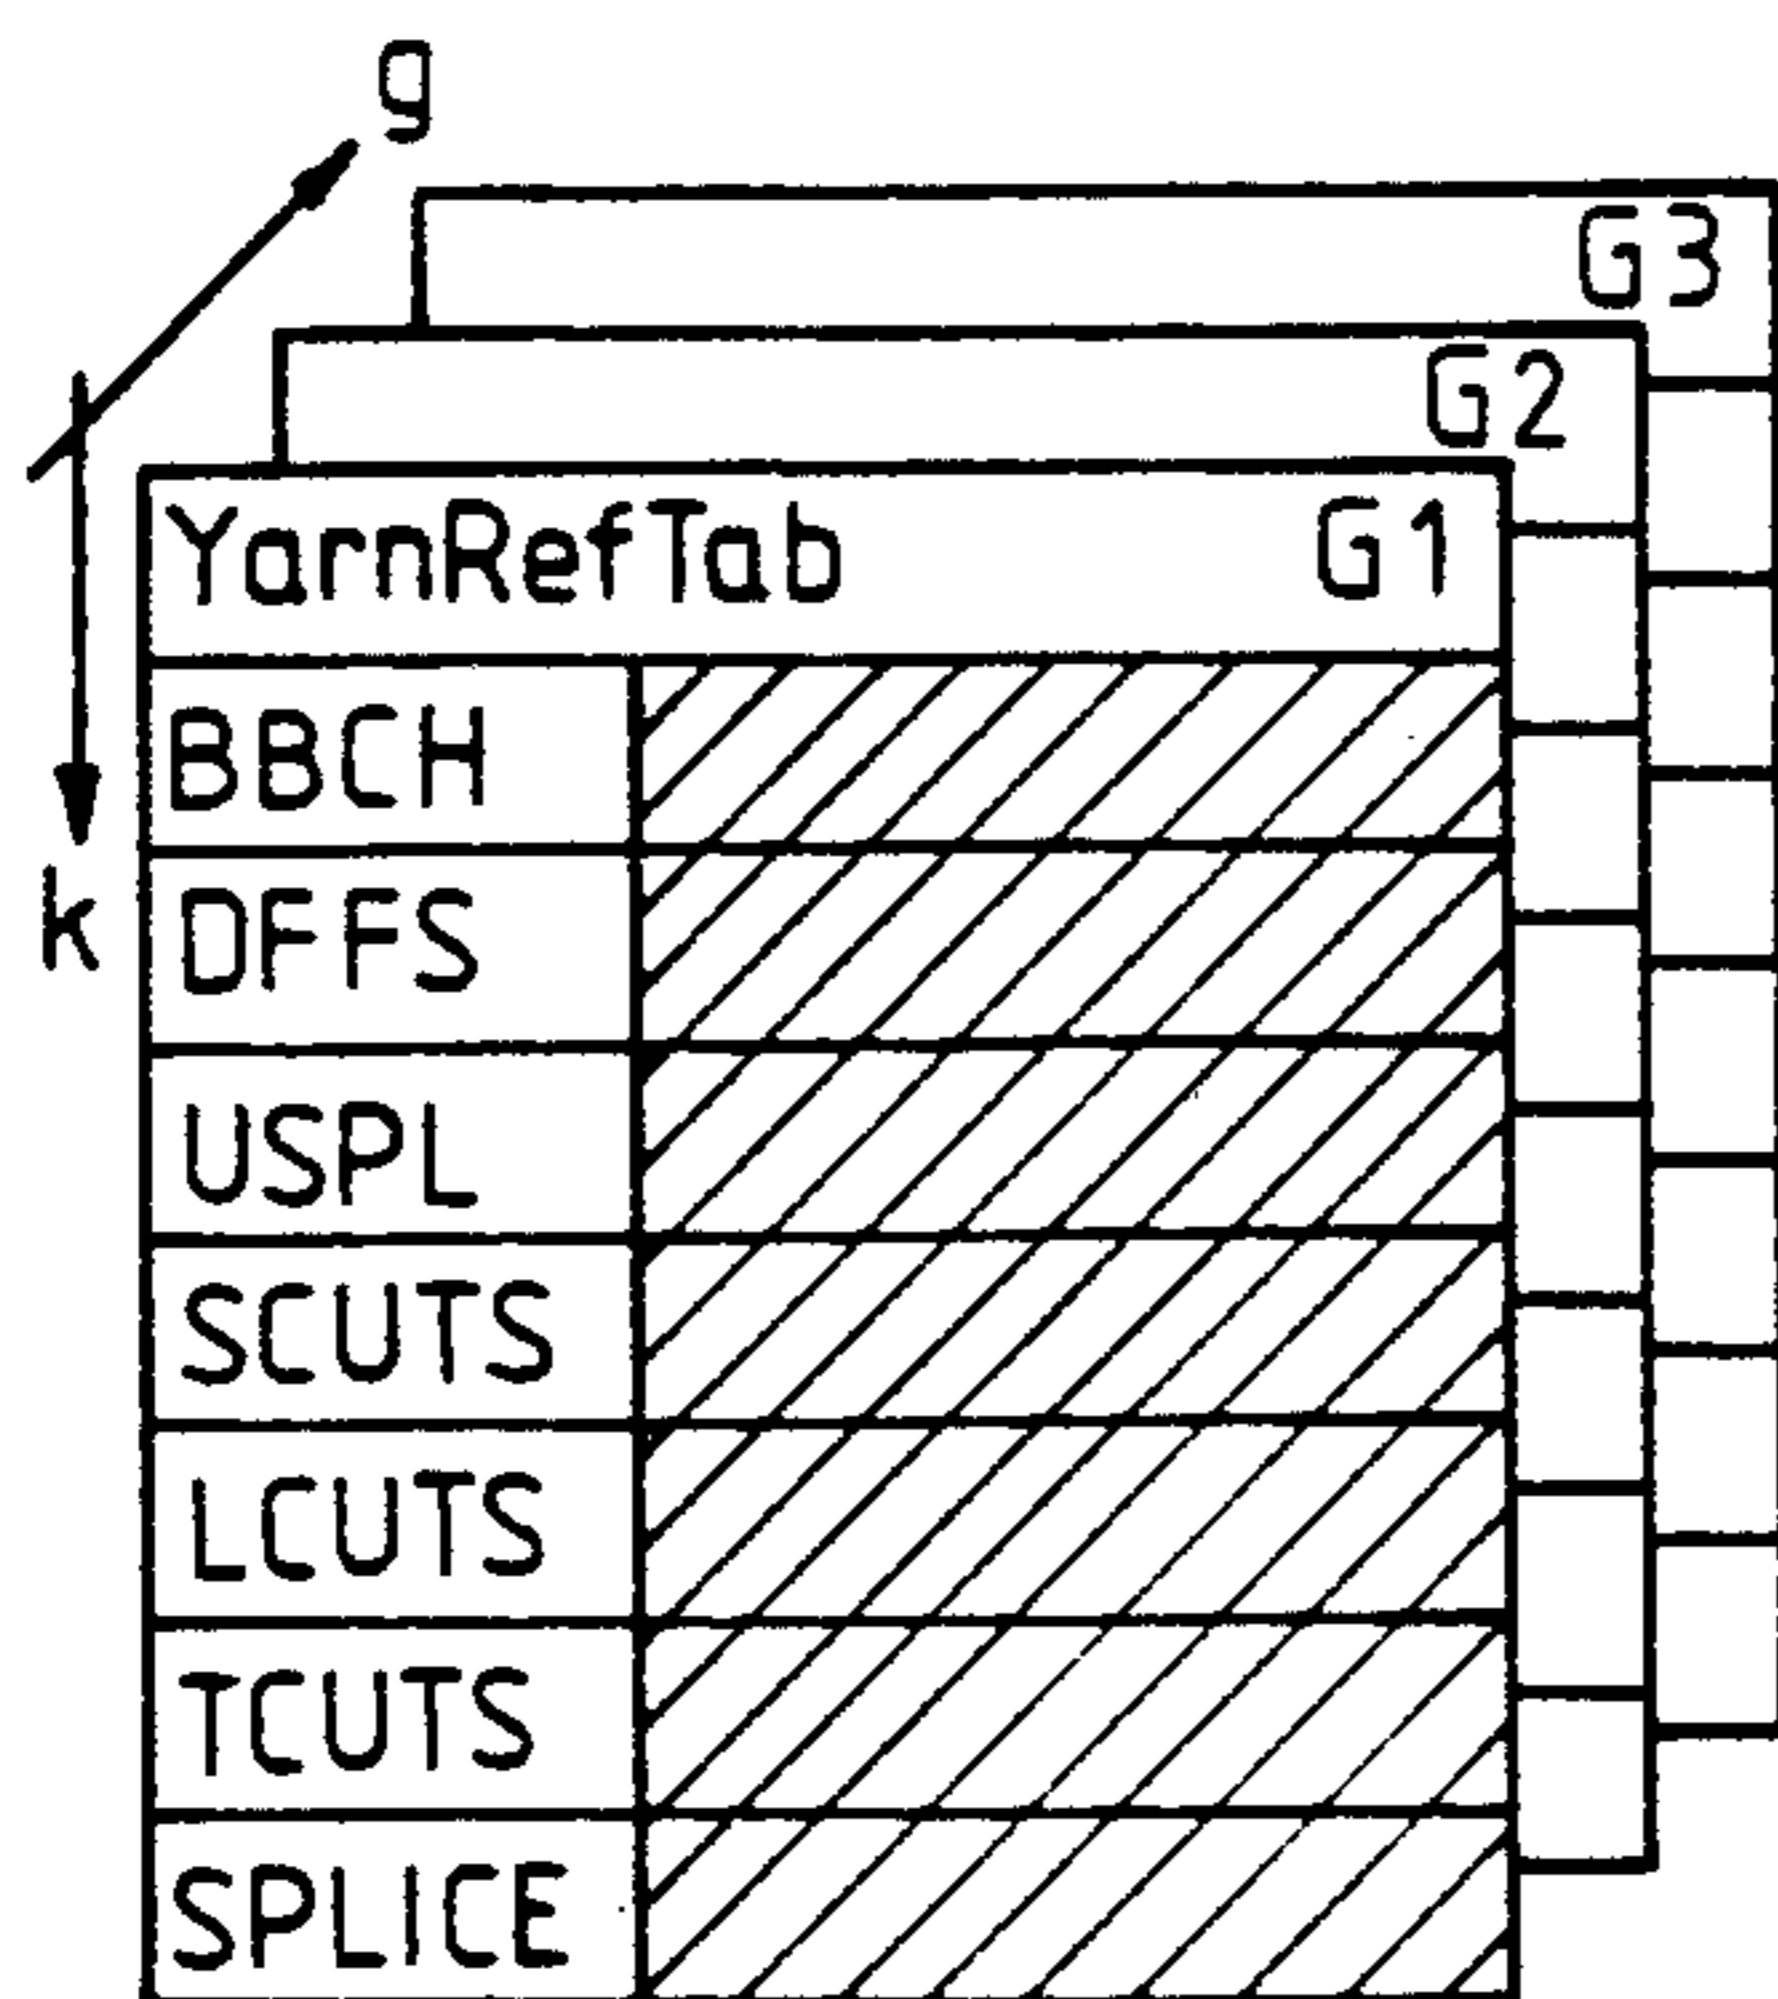 g
G3
G2
YarnRefTab G1
BBCH
k
DFFS
USPL
SCUTS
LCUTS
TCUTS
SPLICE